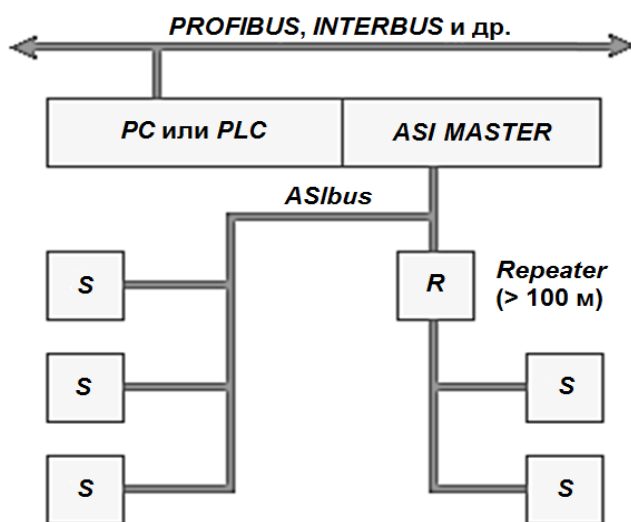 PROFIBUS, INTERBUS и др.
PC или PLC
ASI MASTER
ASIbus
S
R
Repeater
(> 100 м)
S
S
S
S